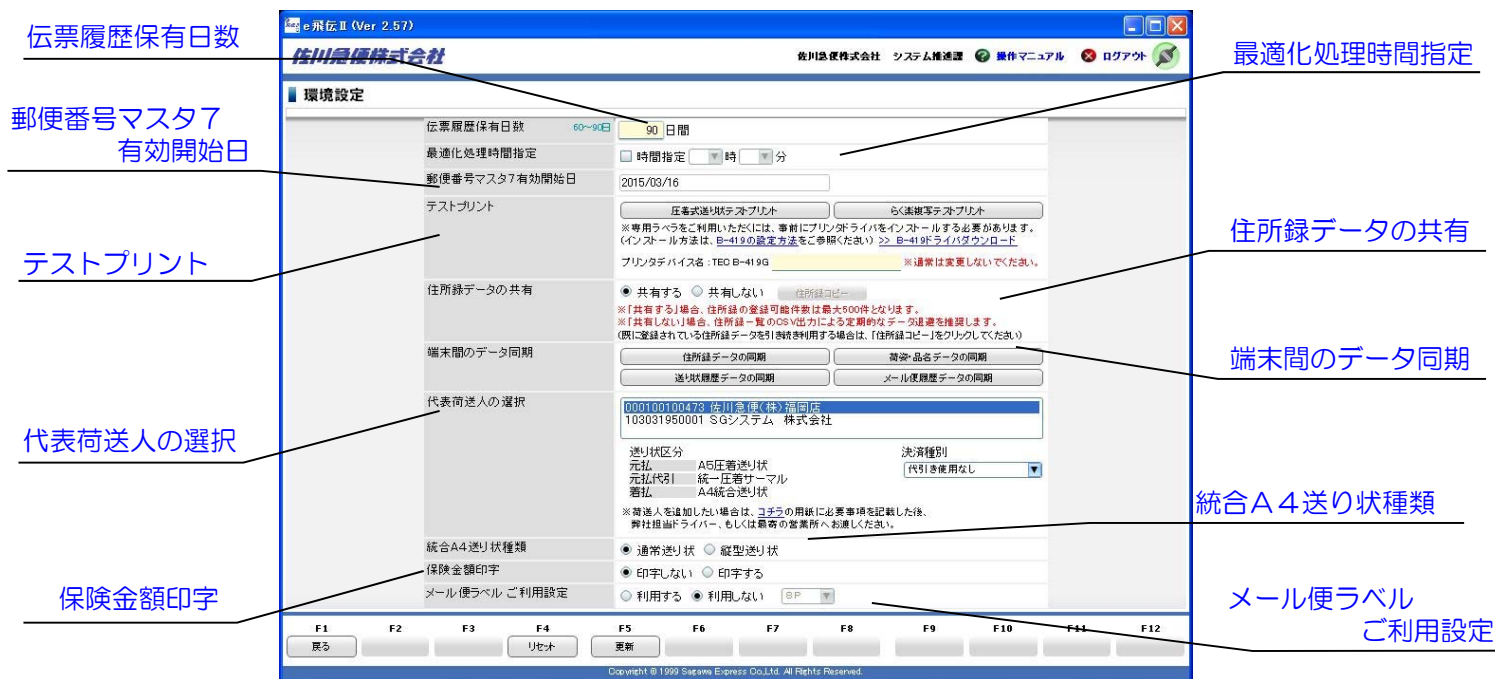 伝票履歴保有日数
郵便番号マスタ7
有効開始日
テストプリント
代表荷送人の選択
保険金額印字
e飛伝Ⅱ (Ver 2.57)
佐川急便株式会社
佐川急便株式会社 システム推進課 操作マニュアル ログアウト
環境設定
伝票履歴保有日数 60~90日 90 日間
最適化処理時間指定 時間指定 時 分
郵便番号マスタ7有効開始日 2015/03/16
テストプリント 圧着式送り状テストプリント らく楽複写テストプリント
※専用ラベラをご利用いただくには、事前にプリンタドライバをインストールする必要があります。
(インストール方法は、B-419の設定方法をご参照ください) >> B-419ドライバダウンロード
プリンタデバイス名:TEC B-419G ※通常は変更しないでください。
住所録データの共有 共有する 共有しない 住所録コピー
※「共有する」場合、住所録の登録可能件数は最大500件となります。
※「共有しない」場合、住所録一覧のCSV出力による定期的なデータ退避を推奨します。
(既に登録されている住所録データを引き続き利用する場合は、「住所録コピー」をクリックしてください)
端末間のデータ同期 住所録データの同期 荷姿・品名データの同期
送り状履歴データの同期 メール便履歴データの同期
代表荷送人の選択 000100100473 佐川急便(株)福岡店
103031950001 SGシステム 株式会社
送り状区分 決済種別
元払 A5圧着送り状 代引き使用なし
元払代引 統一圧着サーマル
着払 A4統合送り状
※荷送人を追加したい場合は、コチラの用紙に必要事項を記載した後、
弊社担当ドライバー、もしくは最寄の営業所へお渡しください。
統合A4送り状種類 通常送り状 縦型送り状
保険金額印字 印字しない 印字する
メール便ラベル ご利用設定 利用する 利用しない 8P
F1 F2 F3 F4 F5 F6 F7 F8 F9 F10 F11 F12
戻る リセット 更新
Copyright © 1999 Sagawa Express Co.,Ltd. All Rights Reserved.
最適化処理時間指定
住所録データの共有
端末間のデータ同期
統合A4送り状種類
メール便ラベル
ご利用設定